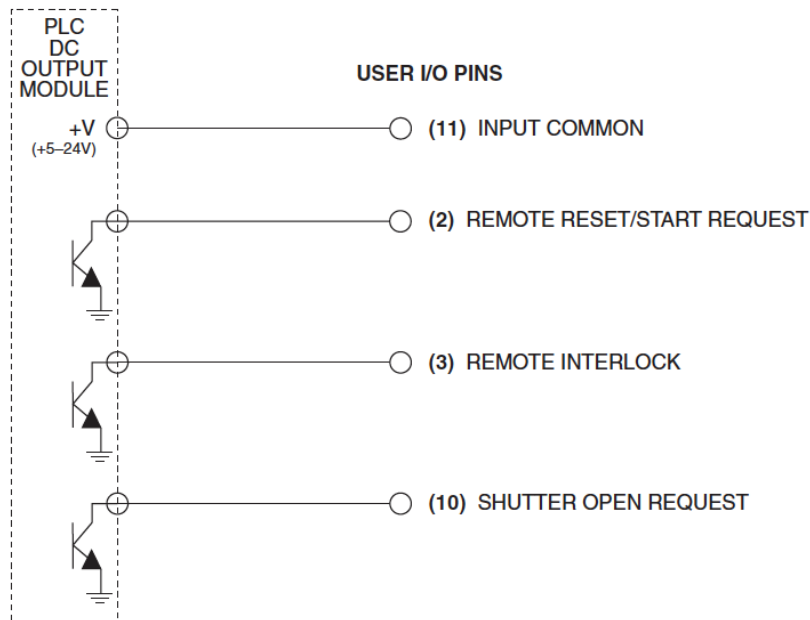 PLC
DC
OUTPUT
MODULE
USER I/O PINS
+V
(+5–24V)
(11) INPUT COMMON
(2) REMOTE RESET/START REQUEST
(3) REMOTE INTERLOCK
(10) SHUTTER OPEN REQUEST